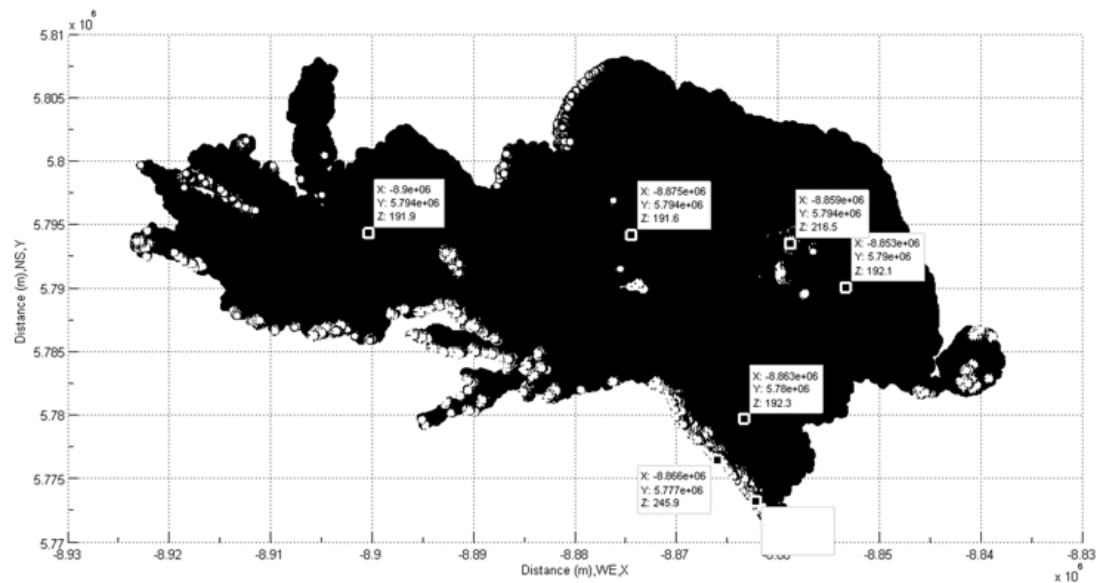 x 10⁶
5.81
5.805
5.8
5.795
5.79
5.785
5.78
5.775
5.77
Distance (m),NS,Y
X: -8.9e+06
Y: 5.794e+06
Z: 191.9
X: -8.875e+06
Y: 5.794e+06
Z: 191.6
X: -8.859e+06
Y: 5.794e+06
Z: 216.5
X: -8.853e+06
Y: 5.79e+06
Z: 192.1
X: -8.863e+06
Y: 5.78e+06
Z: 192.3
X: -8.866e+06
Y: 5.777e+06
Z: 245.9
-8.93 -8.92 -8.91 -8.9 -8.89 -8.88 -8.87 -8.86 -8.85 -8.84 -8.83
Distance (m),WE,X
x 10⁶